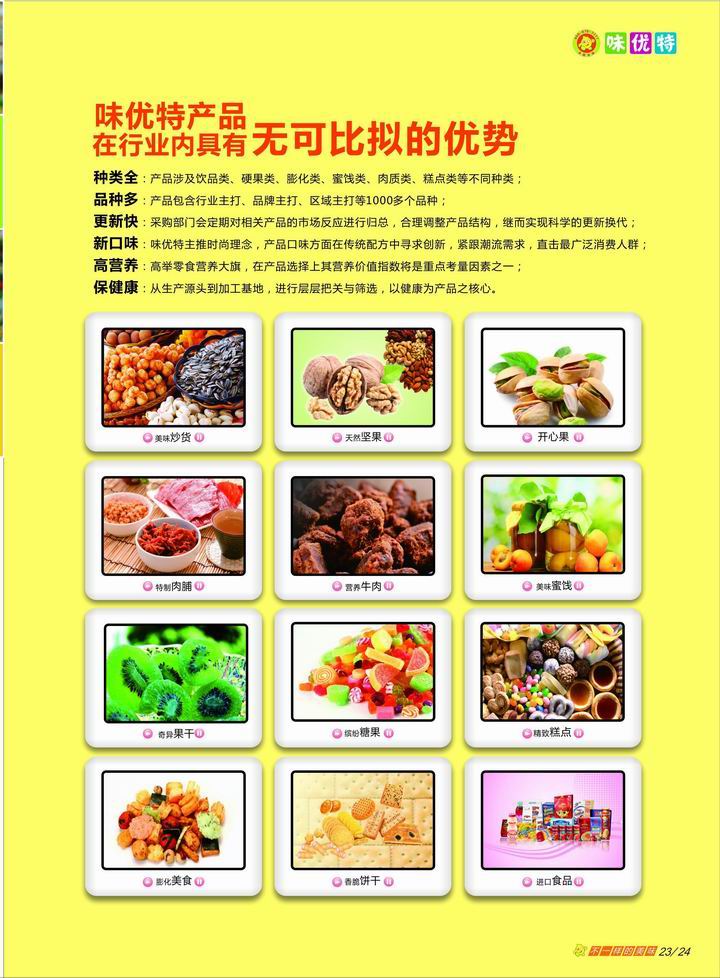 味优特
味优特产品
在行业内具有无可比拟的优势
种类全：产品涉及饮品类、硬果类、膨化类、蜜饯类、肉质类、糕点类等不同种类；
品种多：产品包含行业主打、品牌主打、区域主打等1000多个品种；
更新快：采购部门会定期对相关产品的市场反应进行归总，合理调整产品结构，继而实现科学的更新换代；
新口味：味优特主推时尚理念，产品口味方面在传统配方中寻求创新，紧跟潮流需求，直击最广泛消费人群；
高营养：高举零食营养大旗，在产品选择上其营养价值指数将是重点考量因素之一；
保健康：从生产源头到加工基地，进行层层把关与筛选，以健康为产品之核心。
美味炒货
天然坚果
开心果
特制肉脯
营养牛肉
美味蜜饯
奇异果干
缤纷糖果
精致糕点
膨化美食
香脆饼干
进口食品
不一样的美味 23/24